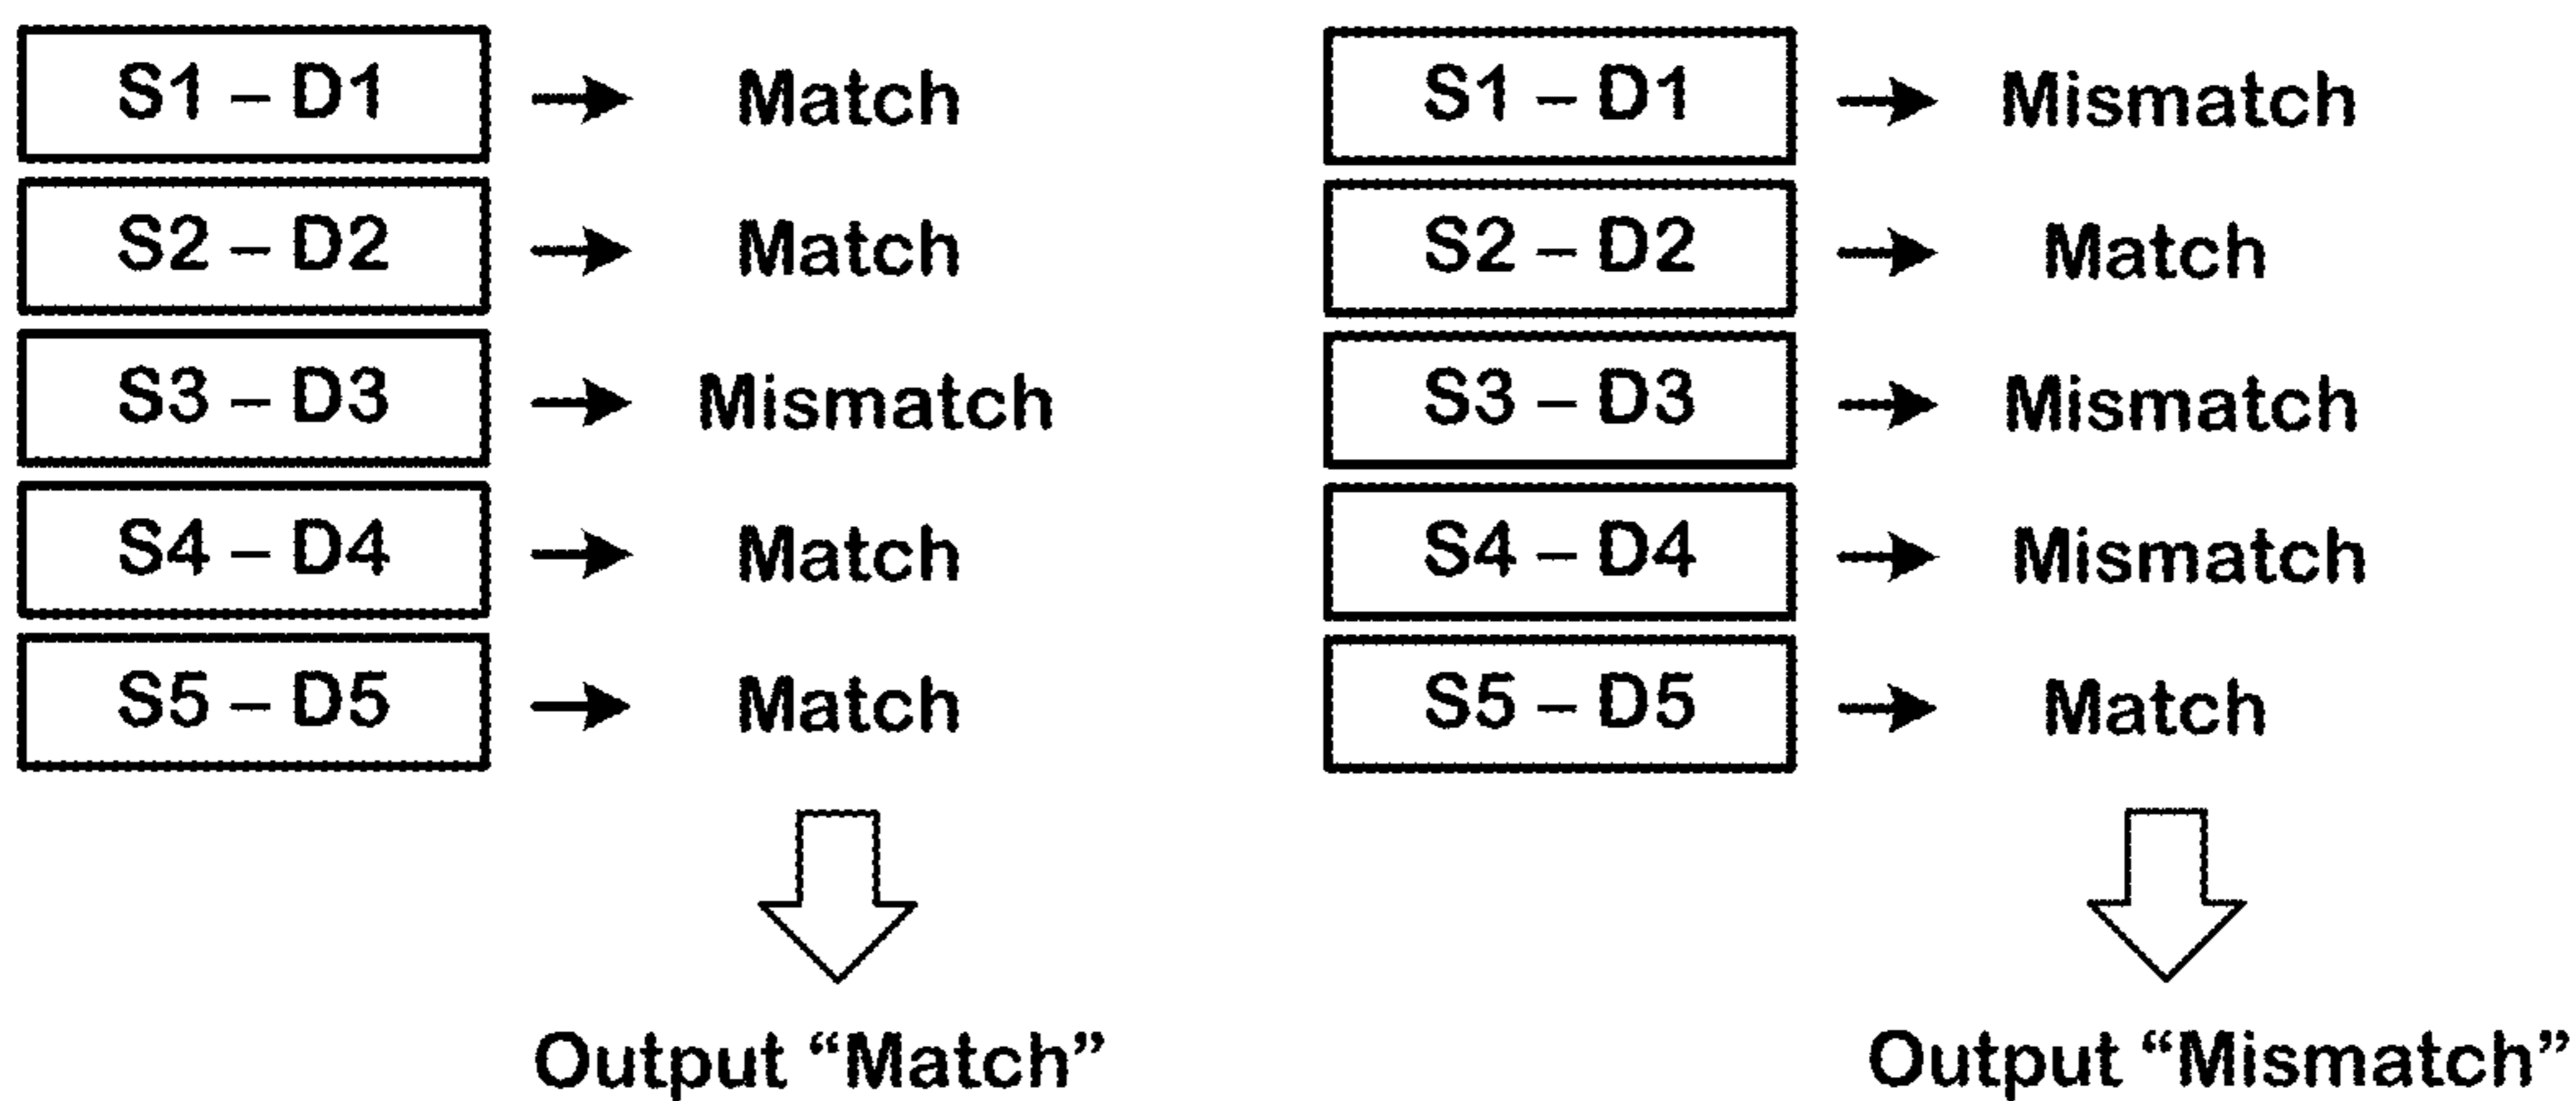 S1 – D1 Match
S2 – D2 Match
S3 – D3 Mismatch
S4 – D4 Match
S5 – D5 Match
Output “Match”
S1 – D1 Mismatch
S2 – D2 Match
S3 – D3 Mismatch
S4 – D4 Mismatch
S5 – D5 Match
Output “Mismatch”